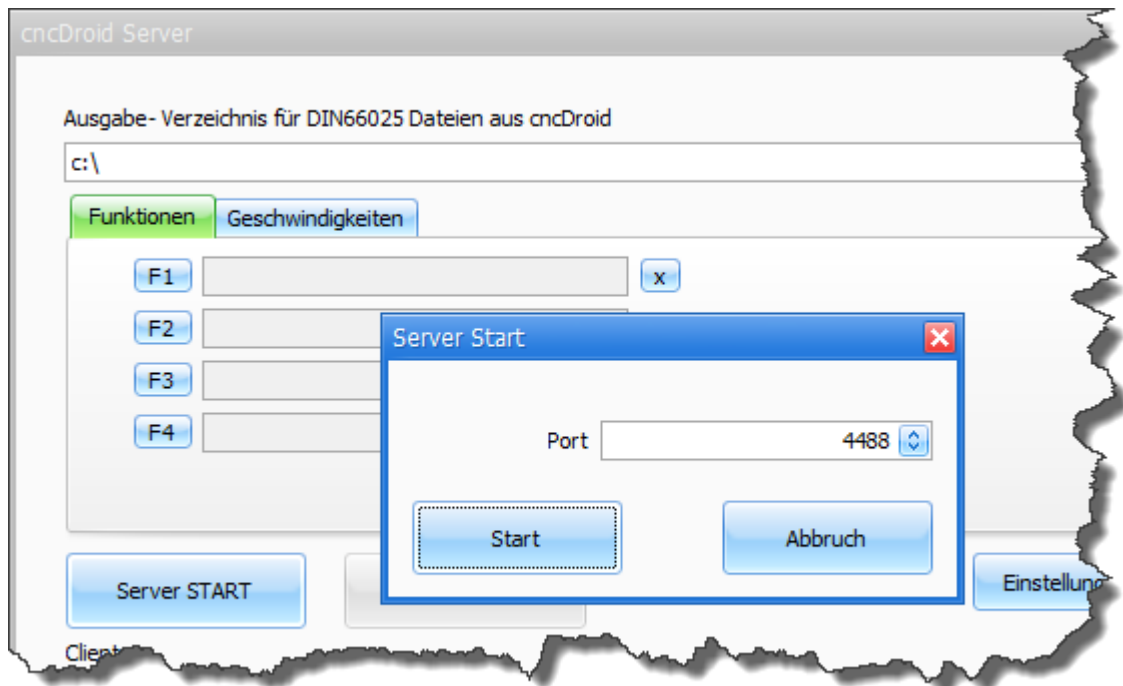 cncDroid Server
Ausgabe- Verzeichnis für DIN66025 Dateien aus cncDroid
c:\
Funktionen Geschwindigkeiten
F1 x
F2
Server Start
F3
Port 4488
F4
Start Abbruch
Server START Einstellung
Client